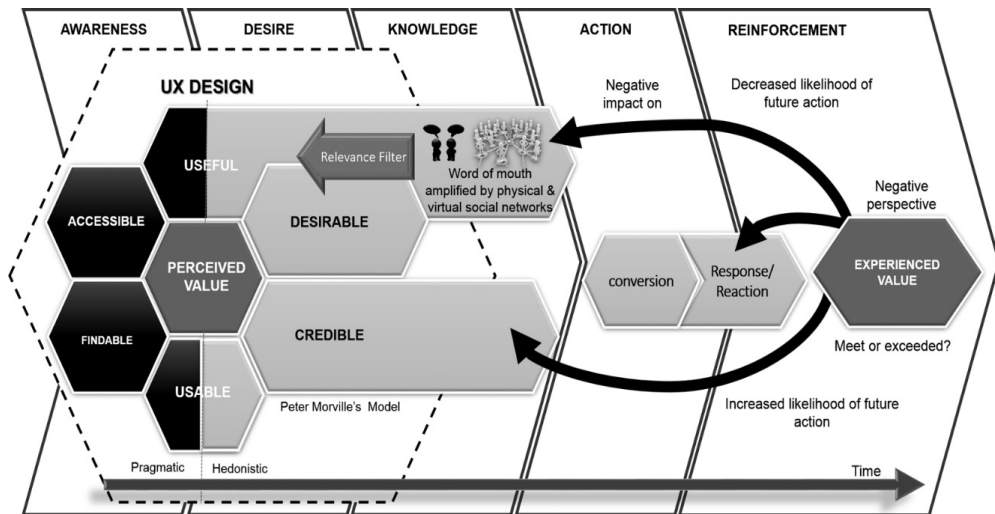 AWARENESS
DESIRE
KNOWLEDGE
ACTION
REINFORCEMENT
UX DESIGN
USEFUL
Relevance Filter
Word of mouth
amplified by physical &
virtual social networks
ACCESSIBLE
DESIRABLE
PERCEIVED
VALUE
FINDABLE
CREDIBLE
USABLE
Peter Morville's Model
Pragmatic
Hedonistic
Negative
impact on
Decreased likelihood of
future action
Negative
perspective
conversion
Response/
Reaction
EXPERIENCED
VALUE
Meet or exceeded?
Increased likelihood of future
action
Time